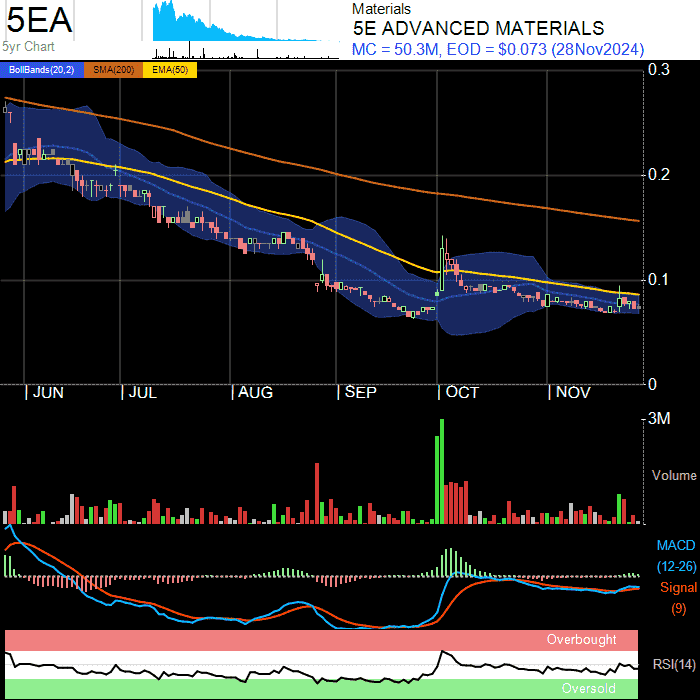 5EA
5yr Chart
Materials
5E ADVANCED MATERIALS
MC = 50.3M, EOD = $0.073 (28Nov2024)
BollBands(20,2) SMA(200) EMA(50)
0.3
0.2
0.1
0
JUN JUL AUG SEP OCT NOV
3M
Volume
MACD
(12-26)
Signal
(9)
Overbought
RSI(14)
Oversold